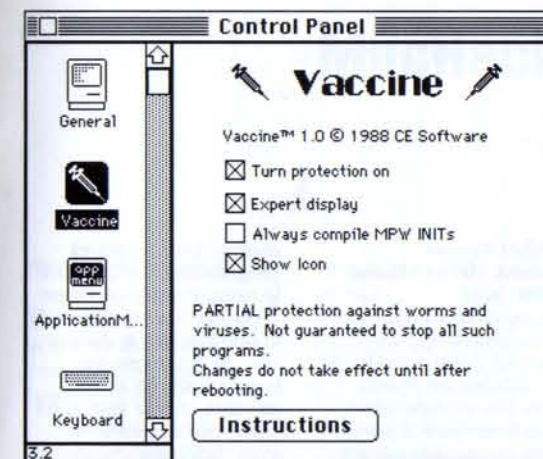 Control Panel
General
Vaccine
app
menu
ApplicationM...
Keyboard
3.2
Vaccine
Vaccine™ 1.0 © 1988 CE Software
Turn protection on
Expert display
Always compile MPW INITs
Show Icon
PARTIAL protection against worms and
viruses. Not guaranteed to stop all such
programs.
Changes do not take effect until after
rebooting.
Instructions